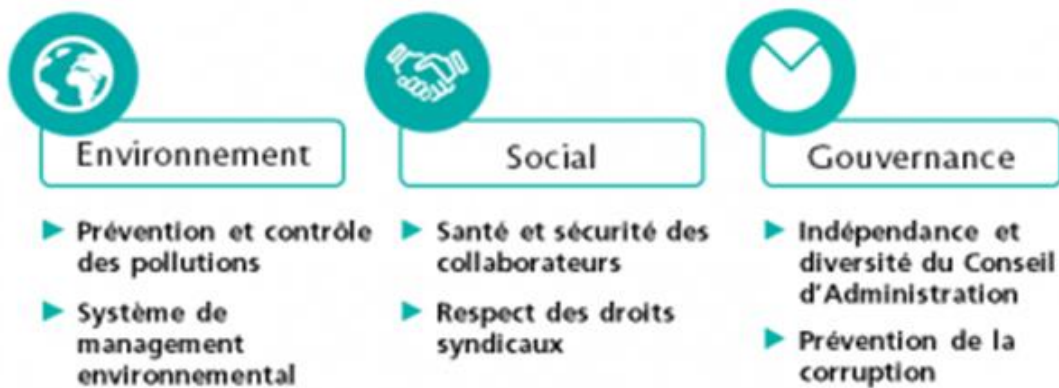 Environnement
Prévention et contrôle
des pollutions
Système de
management
environnemental
Social
Santé et sécurité des
collaborateurs
Respect des droits
syndicaux
Gouvernance
Indépendance et
diversité du Conseil
d'Administration
Prévention de la
corruption